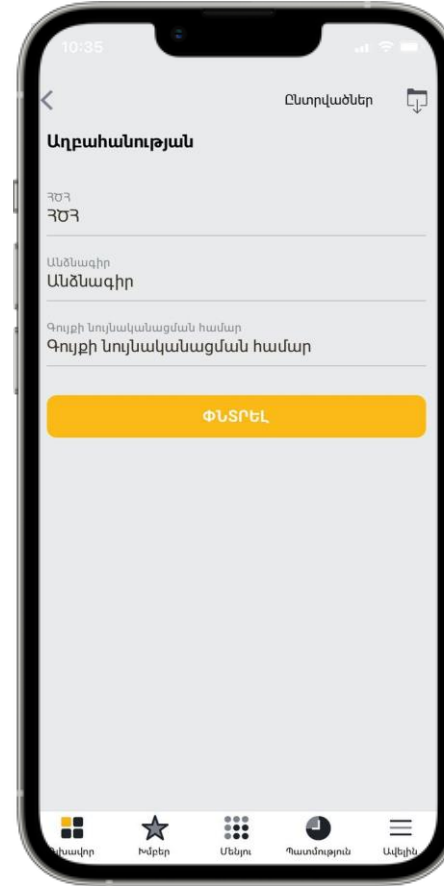 10:35
Ընտրվածներ
Աղբահանության
ՀԾՀ
ՀԾՀ
Անձնագիր
Անձնագիր
Գույքի նույնականացման համար
Գույքի նույնականացման համար
ՓՆՏՐԵԼ
Խմբեր Մենյու Պատմություն Ավելին